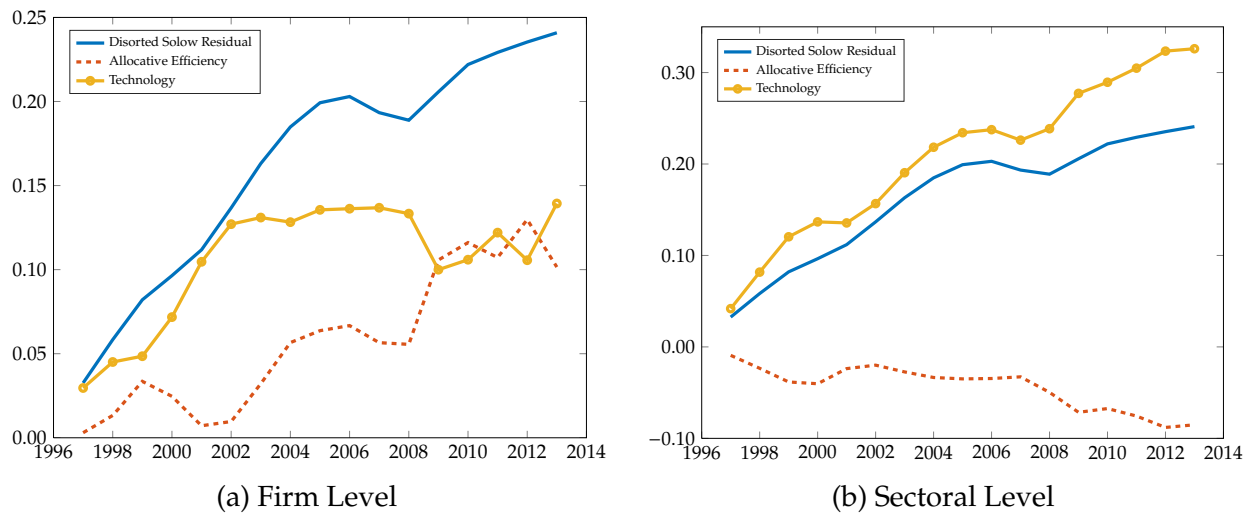 0.25
0.20
0.15
0.10
0.05
0.00
Disorted Solow Residual
Allocative Efficiency
Technology
1996 1998 2000 2002 2004 2006 2008 2010 2012 2014
(a) Firm Level
0.30
0.20
0.10
0.00
−0.10
Disorted Solow Residual
Allocative Efficiency
Technology
1996 1998 2000 2002 2004 2006 2008 2010 2012 2014
(b) Sectoral Level